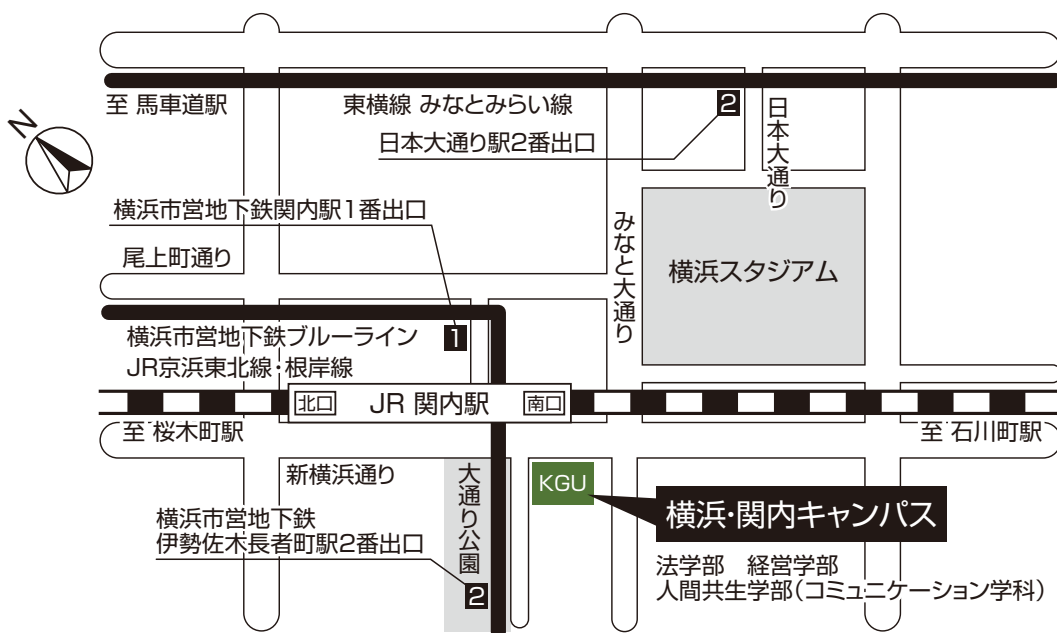 N
至 馬車道駅
東横線 みなとみらい線
2
日本大通り駅2番出口
日本大通り
横浜市営地下鉄関内駅1番出口
尾上町通り
みなと大通り
横浜スタジアム
1
横浜市営地下鉄ブルーライン
JR京浜東北線・根岸線
北口
JR 関内駅
南口
至 桜木町駅
至 石川町駅
新横浜通り
大通り公園
KGU
横浜・関内キャンパス
横浜市営地下鉄
伊勢佐木長者町駅2番出口
2
法学部 経営学部
人間共生学部(コミュニケーション学科)